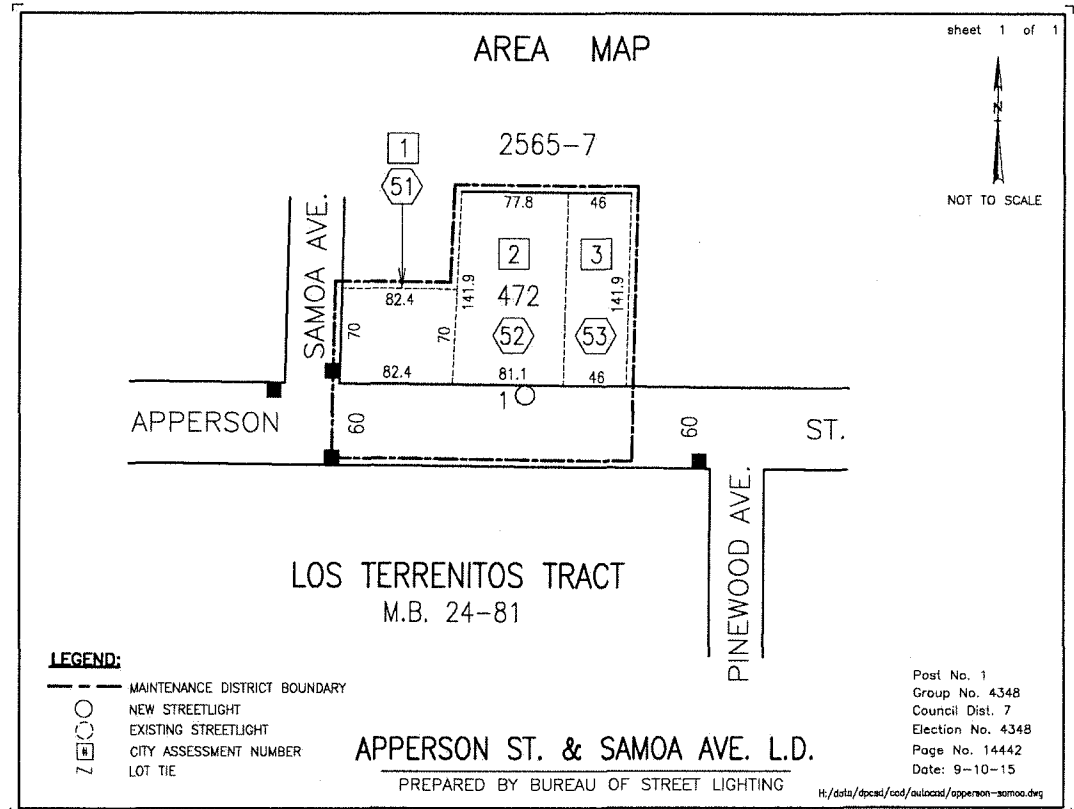 sheet 1 of 1
AREA MAP
N
NOT TO SCALE
2565-7
1
51
SAMOA AVE.
77.8
46
2
3
472
141.9
141.9
52
53
82.4
70
70
82.4
81.1
46
1
APPERSON
60
60
ST.
PINEWOOD AVE.
LOS TERRENITOS TRACT
M.B. 24-81
LEGEND:
MAINTENANCE DISTRICT BOUNDARY
NEW STREETLIGHT
EXISTING STREETLIGHT
CITY ASSESSMENT NUMBER
Z LOT TIE
APPERSON ST. & SAMOA AVE. L.D.
PREPARED BY BUREAU OF STREET LIGHTING
Post No. 1
Group No. 4348
Council Dist. 7
Election No. 4348
Page No. 14442
Date: 9-10-15
H:/data/dpcsd/cad/autocad/apperson-samoa.dwg